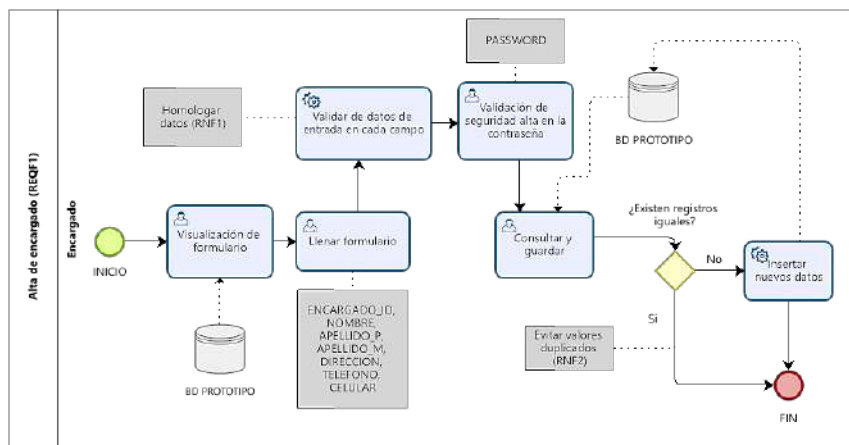 Alta de encargado (REQF1)
Encargado
INICIO
Visualización de
formulario
BD PROTOTIPO
Llenar formulario
ENCARGADO_ID,
NOMBRE,
APELLIDO_P,
APELLIDO_M,
DIRECCION,
TELEFONO,
CELULAR
Homologar
datos (RNF1)
Validar de datos de
entrada en cada campo
PASSWORD
Validación de
seguridad alta en la
contraseña
BD PROTOTIPO
Consultar y
guardar
¿Existen registros
iguales?
No
Insertar
nuevos datos
Si
Evitar valores
duplicados
(RNF2)
FIN